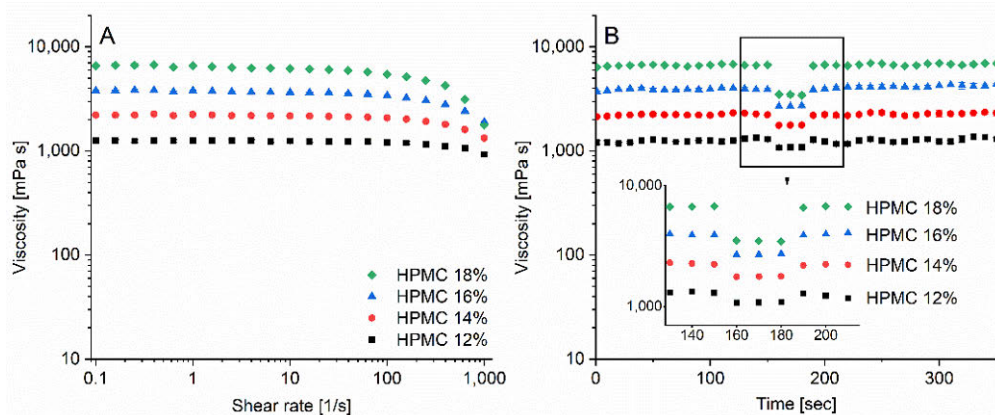 A
10,000
1,000
100
10
Viscosity [mPa s]
HPMC 18%
HPMC 16%
HPMC 14%
HPMC 12%
0.1
1
10
100
1,000
Shear rate [1/s]
B
10,000
1,000
100
10
Viscosity [mPa s]
10,000
1,000
HPMC 18%
HPMC 16%
HPMC 14%
HPMC 12%
140
160
180
200
0
100
200
300
Time [sec]